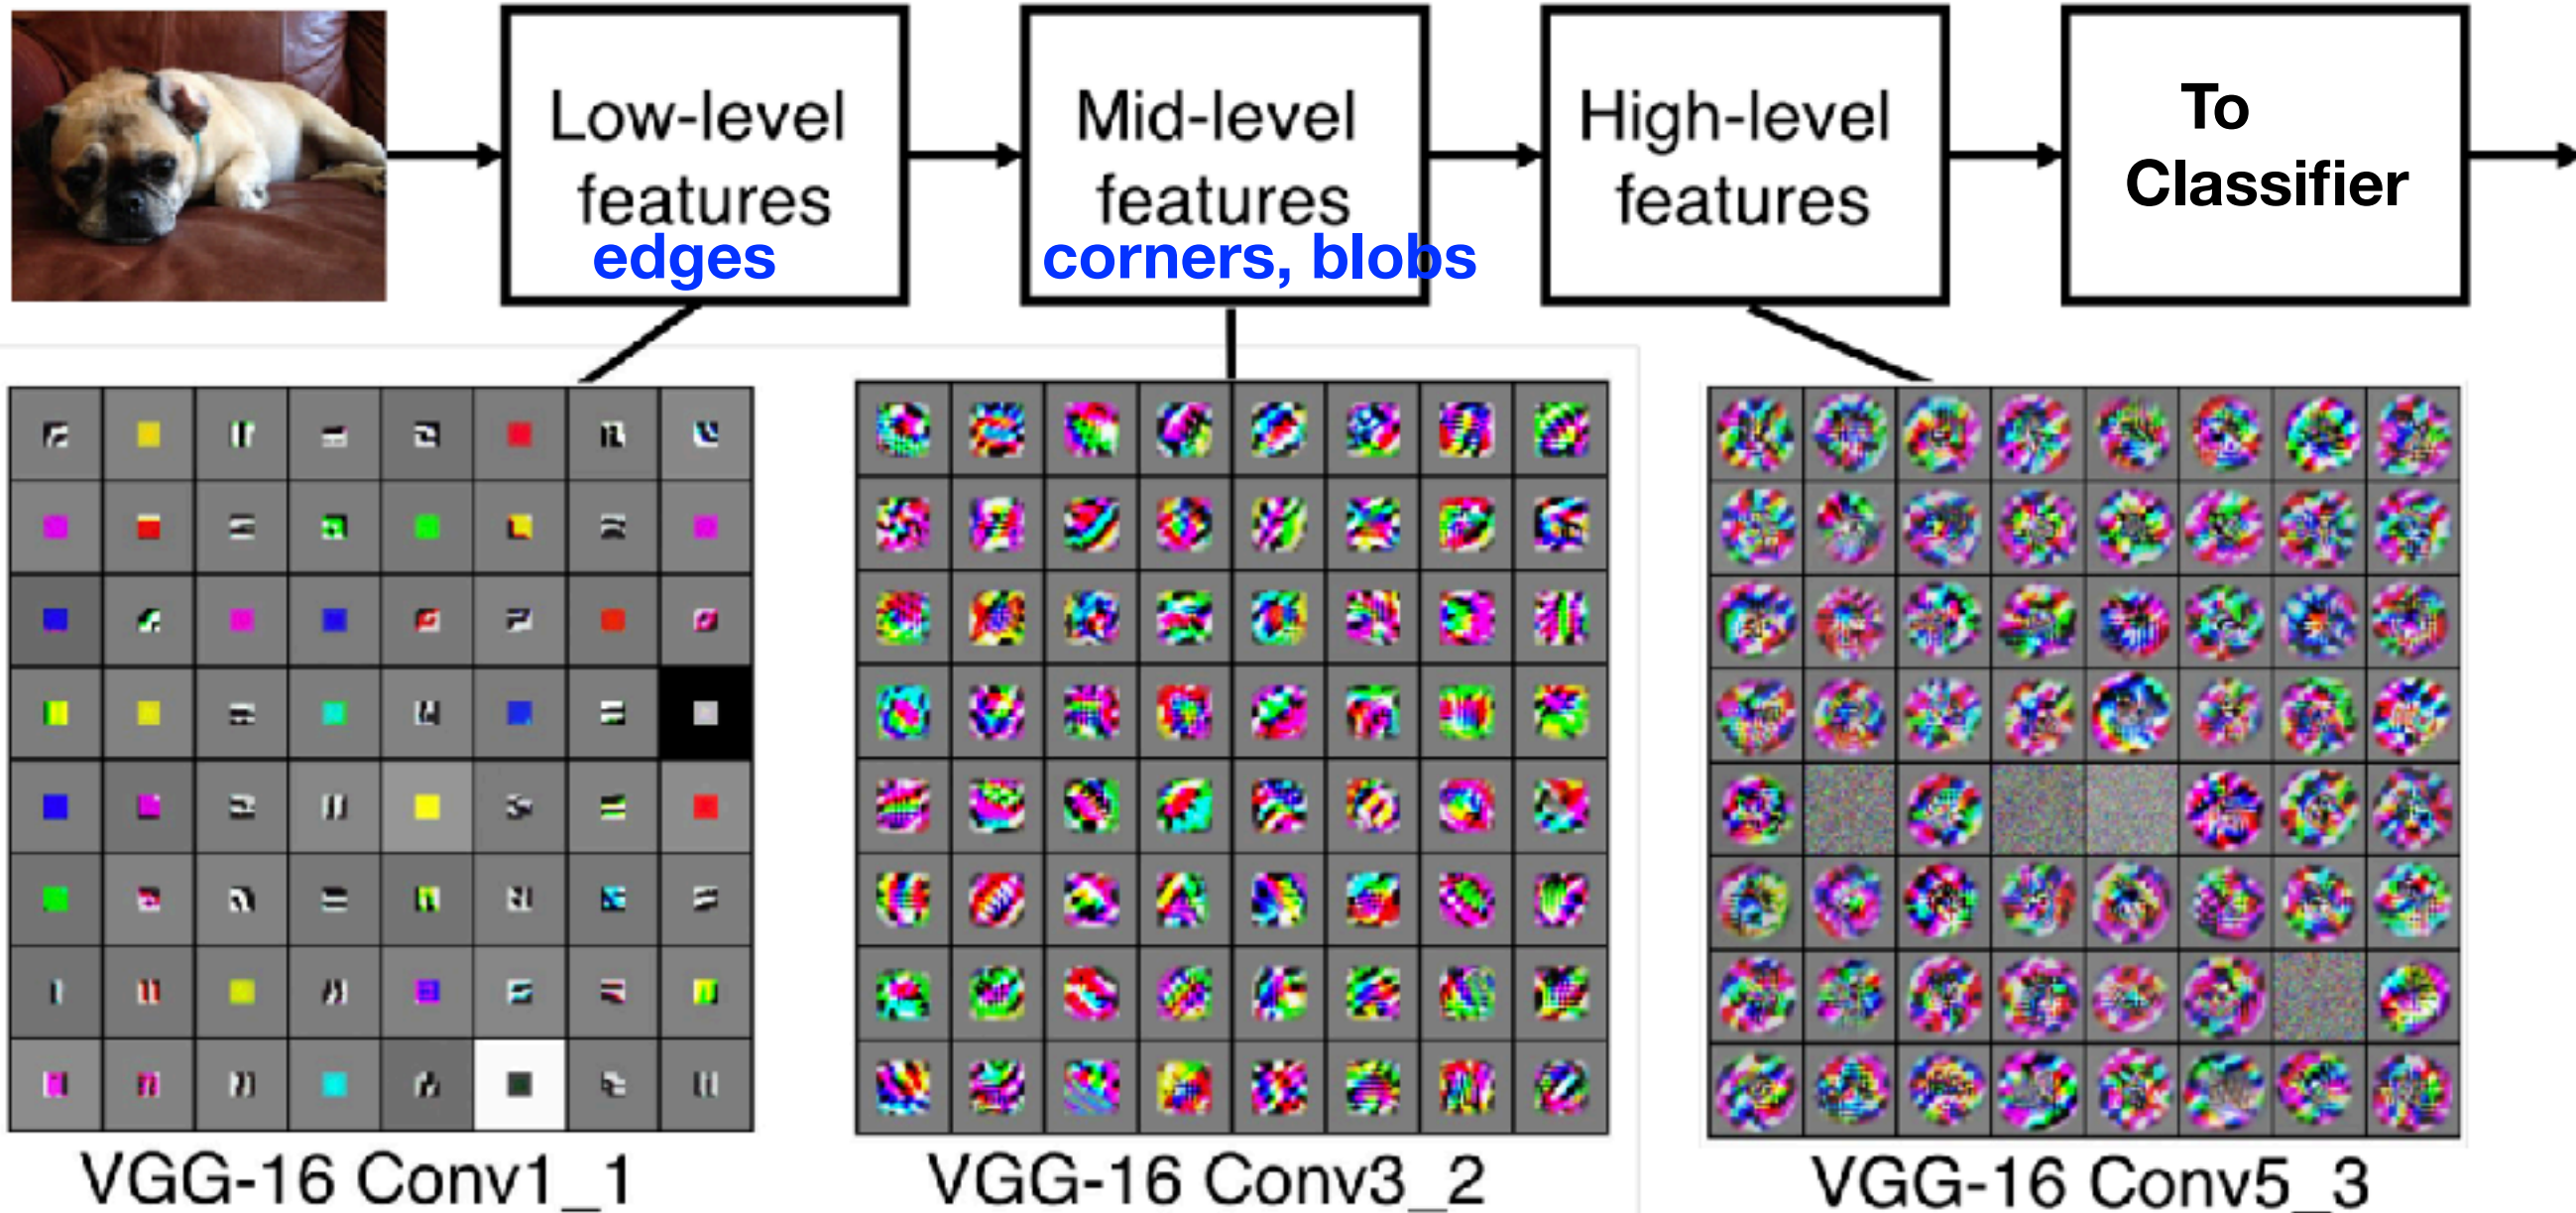 Low-level
features
edges
Mid-level
features
corners, blobs
High-level
features
To
Classifier
VGG-16 Conv1_1
VGG-16 Conv3_2
VGG-16 Conv5_3